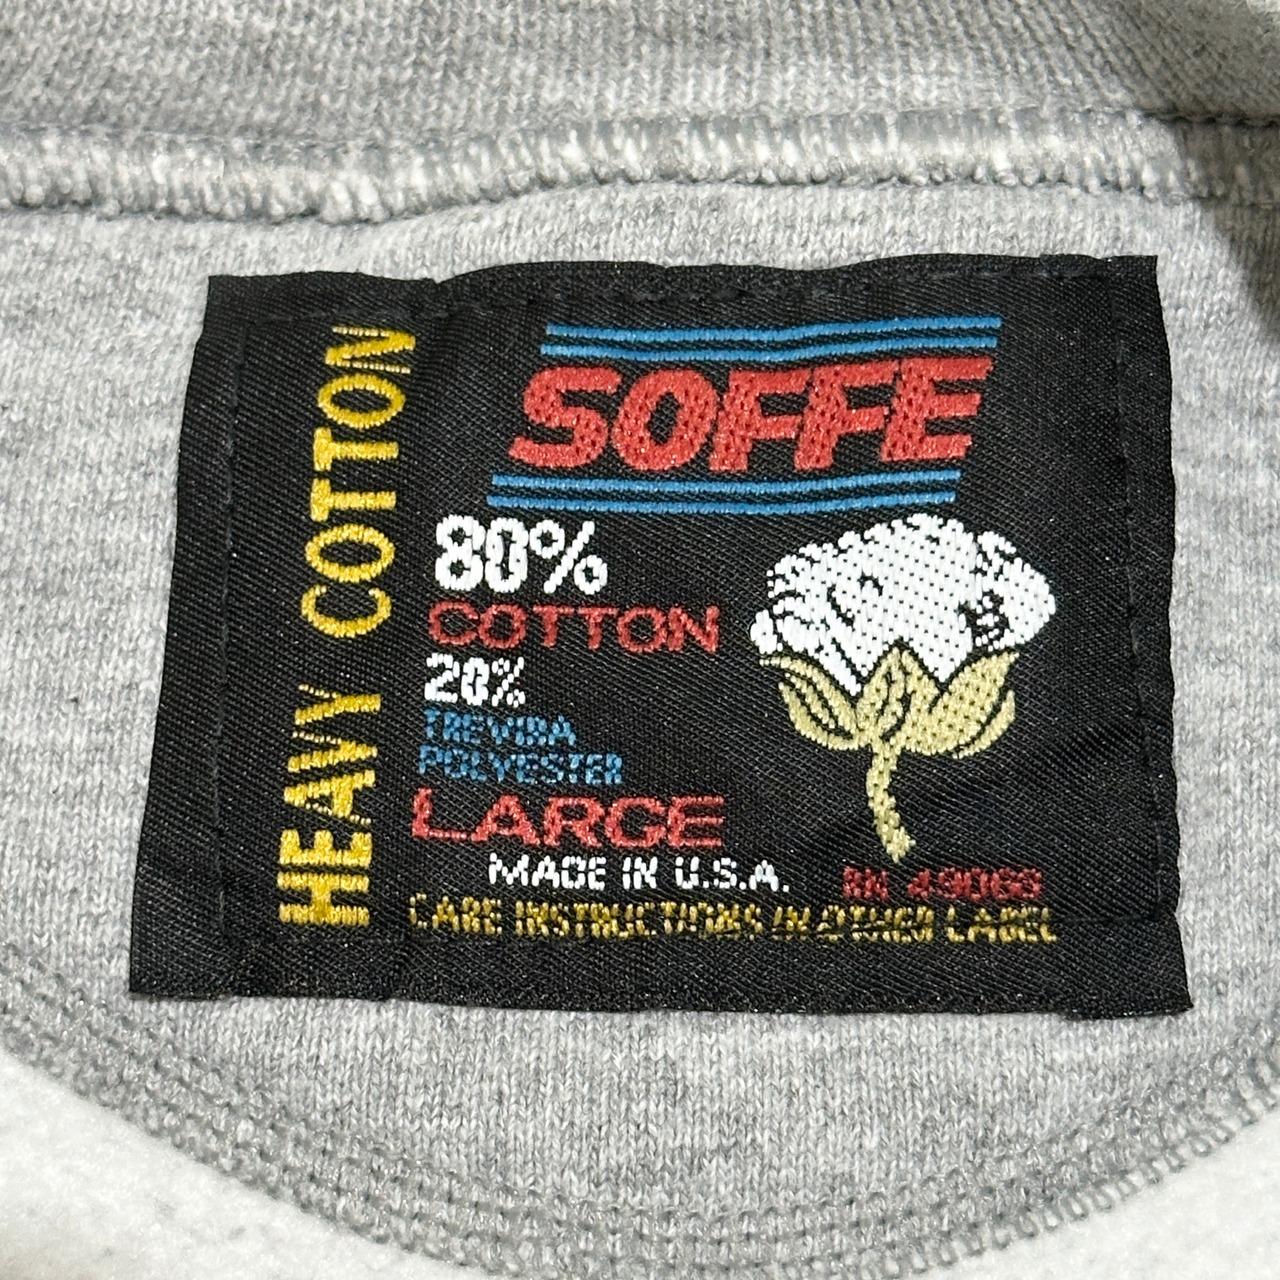 HEAVY COTTON
SOFFE
80%
COTTON
20%
TREVIRA
POLYESTER
LARGE
MADE IN U.S.A.
RN 49068
CARE INSTRUCTIONS IN OTHER LABEL